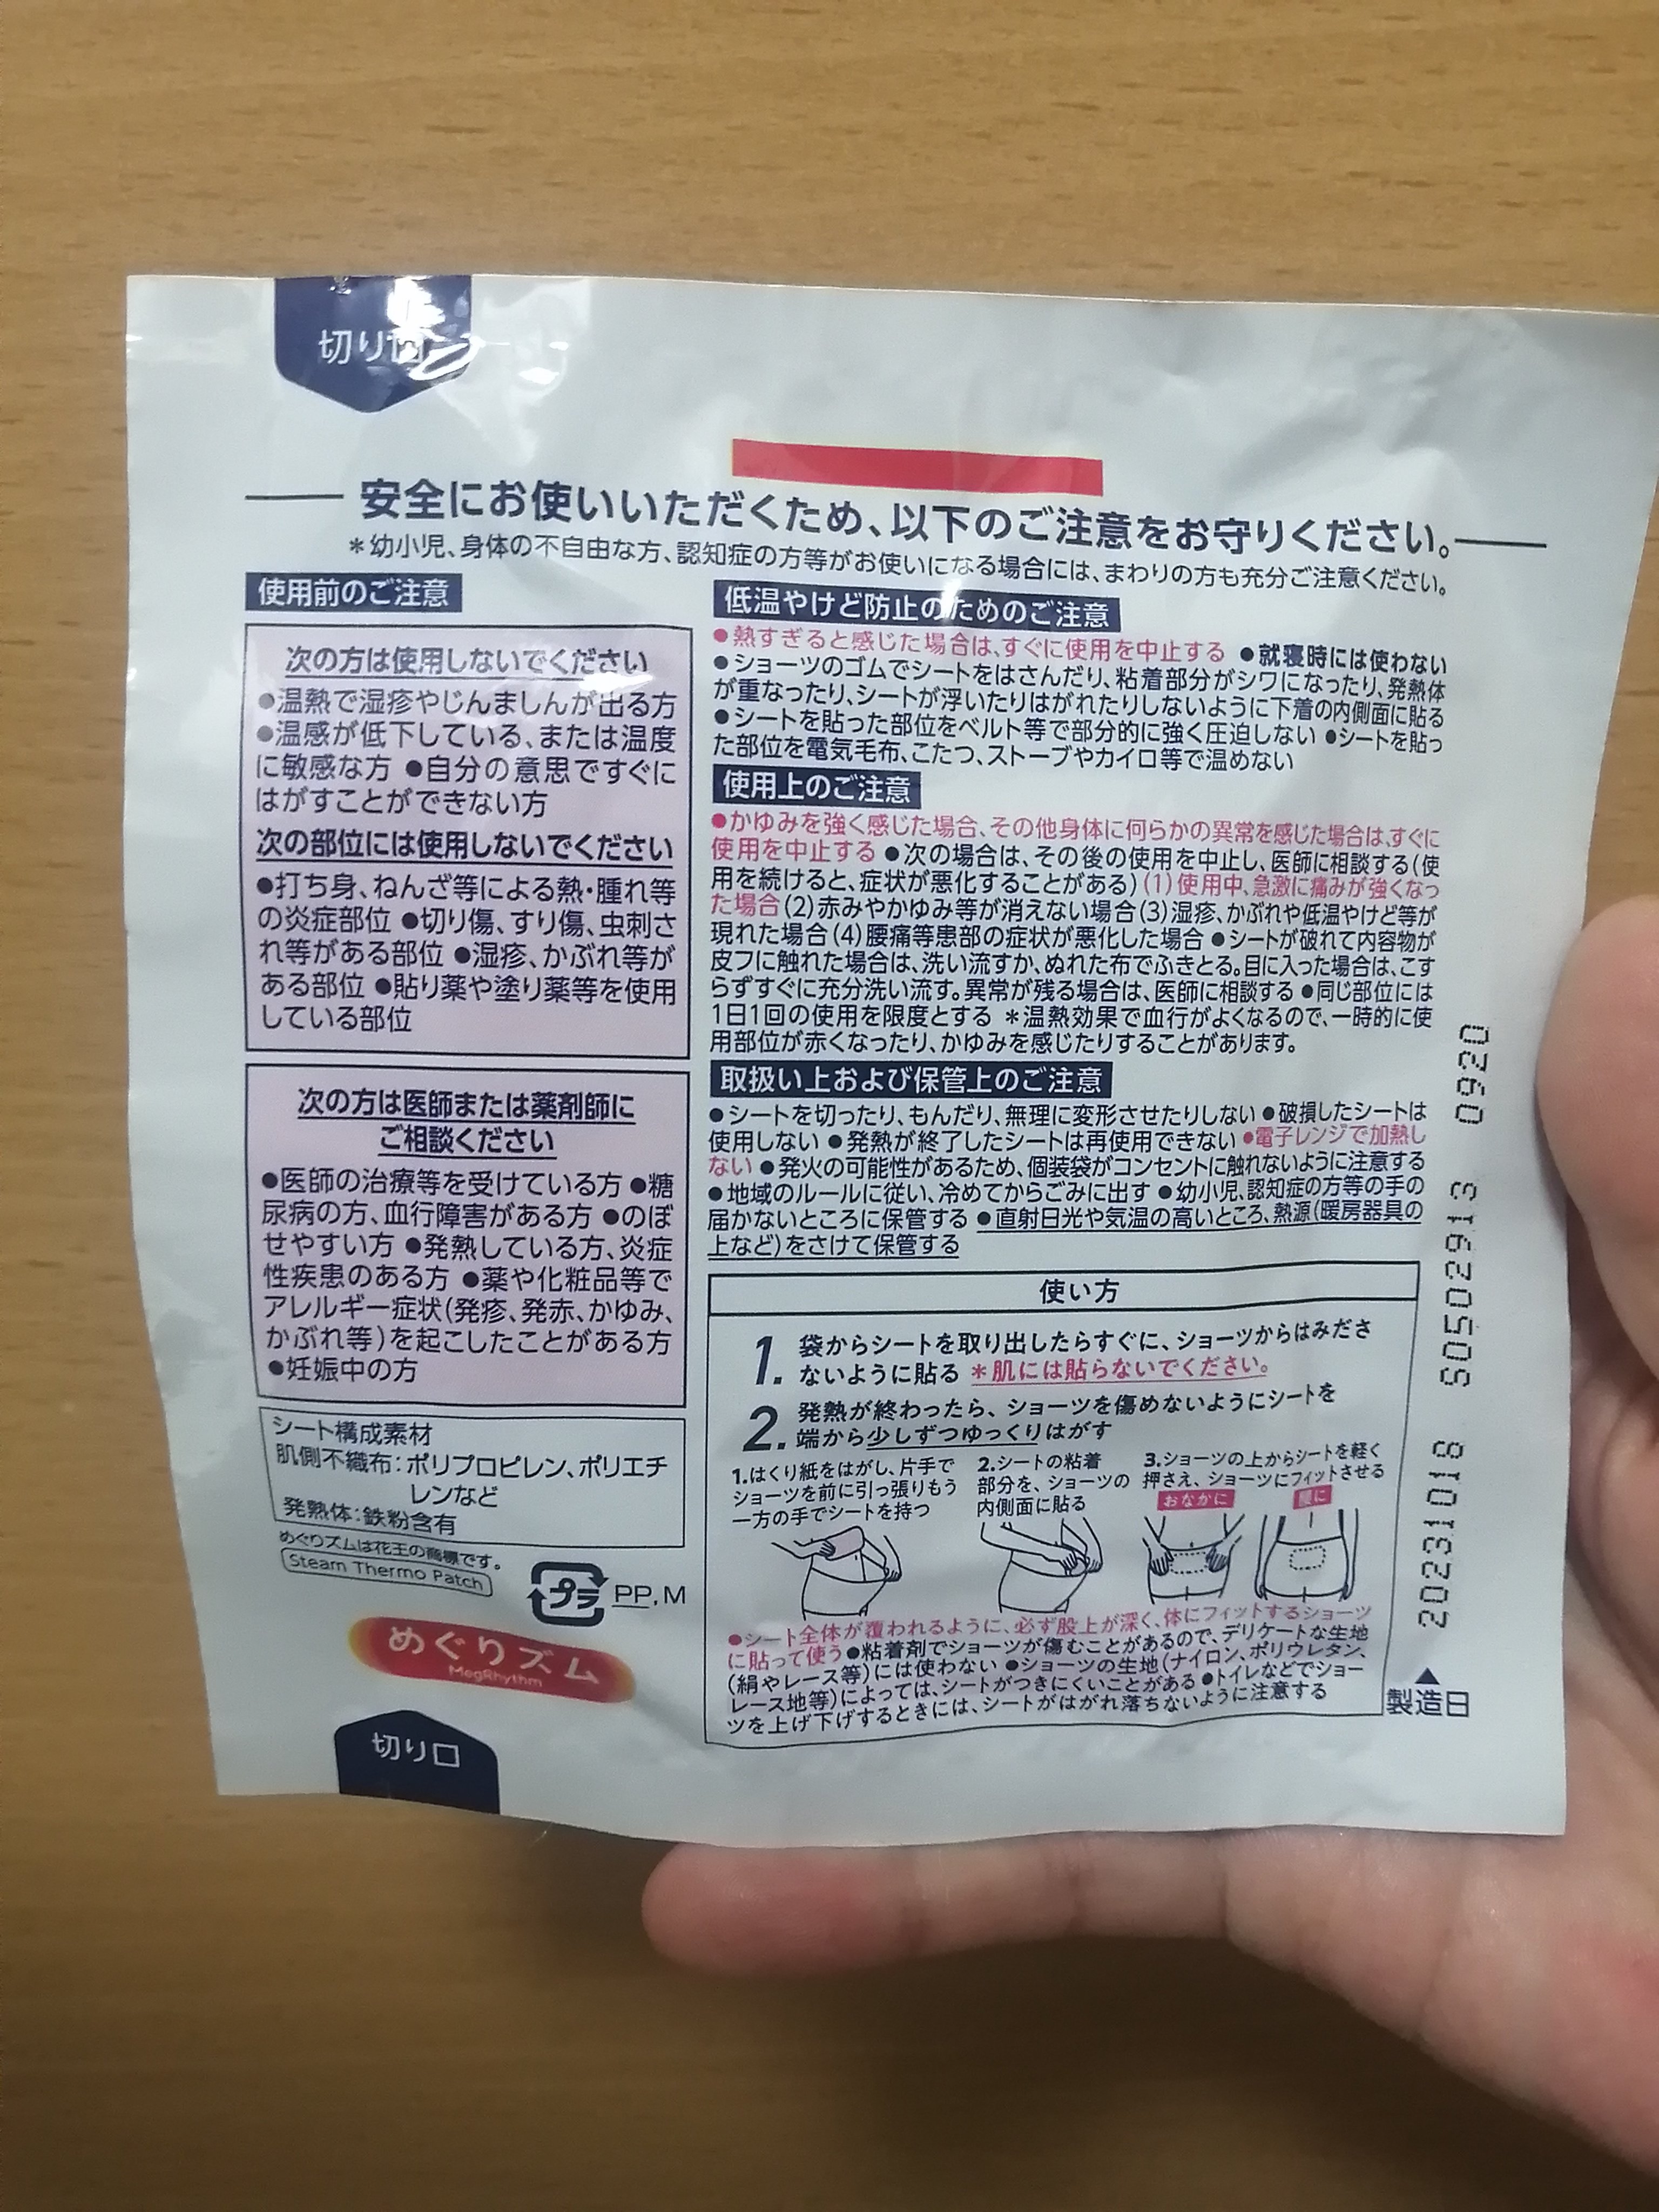 切り口
安全にお使いいただくため、以下のご注意をお守りください。
＊幼小児、身体の不自由な方、認知症の方等がお使いになる場合には、まわりの方も充分ご注意ください。
使用前のご注意
次の方は使用しないでください
●温熱で湿疹やじんましんが出る方
●温感が低下している、または温度
に敏感な方 ●自分の意思ですぐに
はがすことができない方
次の部位には使用しないでください
●打ち身、ねんざ等による熱・腫れ等
の炎症部位 ●切り傷、すり傷、虫刺さ
れ等がある部位 ●湿疹、かぶれ等が
ある部位 ●貼り薬や塗り薬等を使用
している部位
次の方は医師または薬剤師に
ご相談ください
●医師の治療等を受けている方 ●糖
尿病の方、血行障害がある方 ●のぼ
せやすい方 ●発熱している方、炎症
性疾患のある方 ●薬や化粧品等で
アレルギー症状(発疹、発赤、かゆみ、
かぶれ等)を起こしたことがある方
●妊娠中の方
シート構成素材
肌側不織布：ポリプロピレン、ポリエチ
レンなど
発熱体：鉄粉含有
めぐりズムは花王の商標です。
Steam Thermo Patch
プラ PP, M
めぐりズム
MegRhythm
切り口
低温やけど防止のためのご注意
●熱すぎると感じた場合は、すぐに使用を中止する ●就寝時には使わない
●ショーツのゴムでシートをはさんだり、粘着部分がシワになったり、発熱体
が重なったり、シートが浮いたりはがれたりしないように下着の内側面に貼る
●シートを貼った部位をベルト等で部分的に強く圧迫しない ●シートを貼っ
た部位を電気毛布、こたつ、ストーブやカイロ等で温めない
使用上のご注意
●かゆみを強く感じた場合、その他身体に何らかの異常を感じた場合は、すぐに
使用を中止する ●次の場合は、その後の使用を中止し、医師に相談する(使
用を続けると、症状が悪化することがある)(1)使用中、急激に痛みが強くなっ
た場合(2)赤みやかゆみ等が消えない場合(3)湿疹、かぶれや低温やけど等が
現れた場合(4)腰痛等患部の症状が悪化した場合 ●シートが破れて内容物が
皮フに触れた場合は、洗い流すか、ぬれた布でふきとる。目に入った場合は、こす
らずすぐに充分洗い流す。異常が残る場合は、医師に相談する ●同じ部位には
1日1回の使用を限度とする ＊温熱効果で血行がよくなるので、一時的に使
用部位が赤くなったり、かゆみを感じたりすることがあります。
取扱い上および保管上のご注意
●シートを切ったり、もんだり、無理に変形させたりしない ●破損したシートは
使用しない ●発熱が終了したシートは再使用できない ●電子レンジで加熱し
ない ●発火の可能性があるため、個装袋がコンセントに触れないように注意する
●地域のルールに従い、冷めてからごみに出す ●幼小児、認知症の方等の手の
届かないところに保管する ●直射日光や気温の高いところ、熱源(暖房器具の
上など)をさけて保管する
使い方
1. 袋からシートを取り出したらすぐに、ショーツからはみださ
ないように貼る ＊肌には貼らないでください。
2. 発熱が終わったら、ショーツを傷めないようにシートを
端から少しずつゆっくりはがす
1.はくり紙をはがし、片手で
ショーツを前に引っ張りもう
一方の手でシートを持つ
2.シートの粘着
部分を、ショーツの
内側面に貼る
3.ショーツの上からシートを軽く
押さえ、ショーツにフィットさせる
おなかに
腰に
●シート全体が覆われるように、必ず股上が深く、体にフィットするショーツ
に貼って使う ●粘着剤でショーツが傷むことがあるので、デリケートな生地
(絹やレース等)には使わない ●ショーツの生地(ナイロン、ポリウレタン、
レース地等)によっては、シートがつきにくいことがある ●トイレなどでショー
ツを上げ下げするときには、シートがはがれ落ちないように注意する
20231018 S0502913 0920
▲
製造日